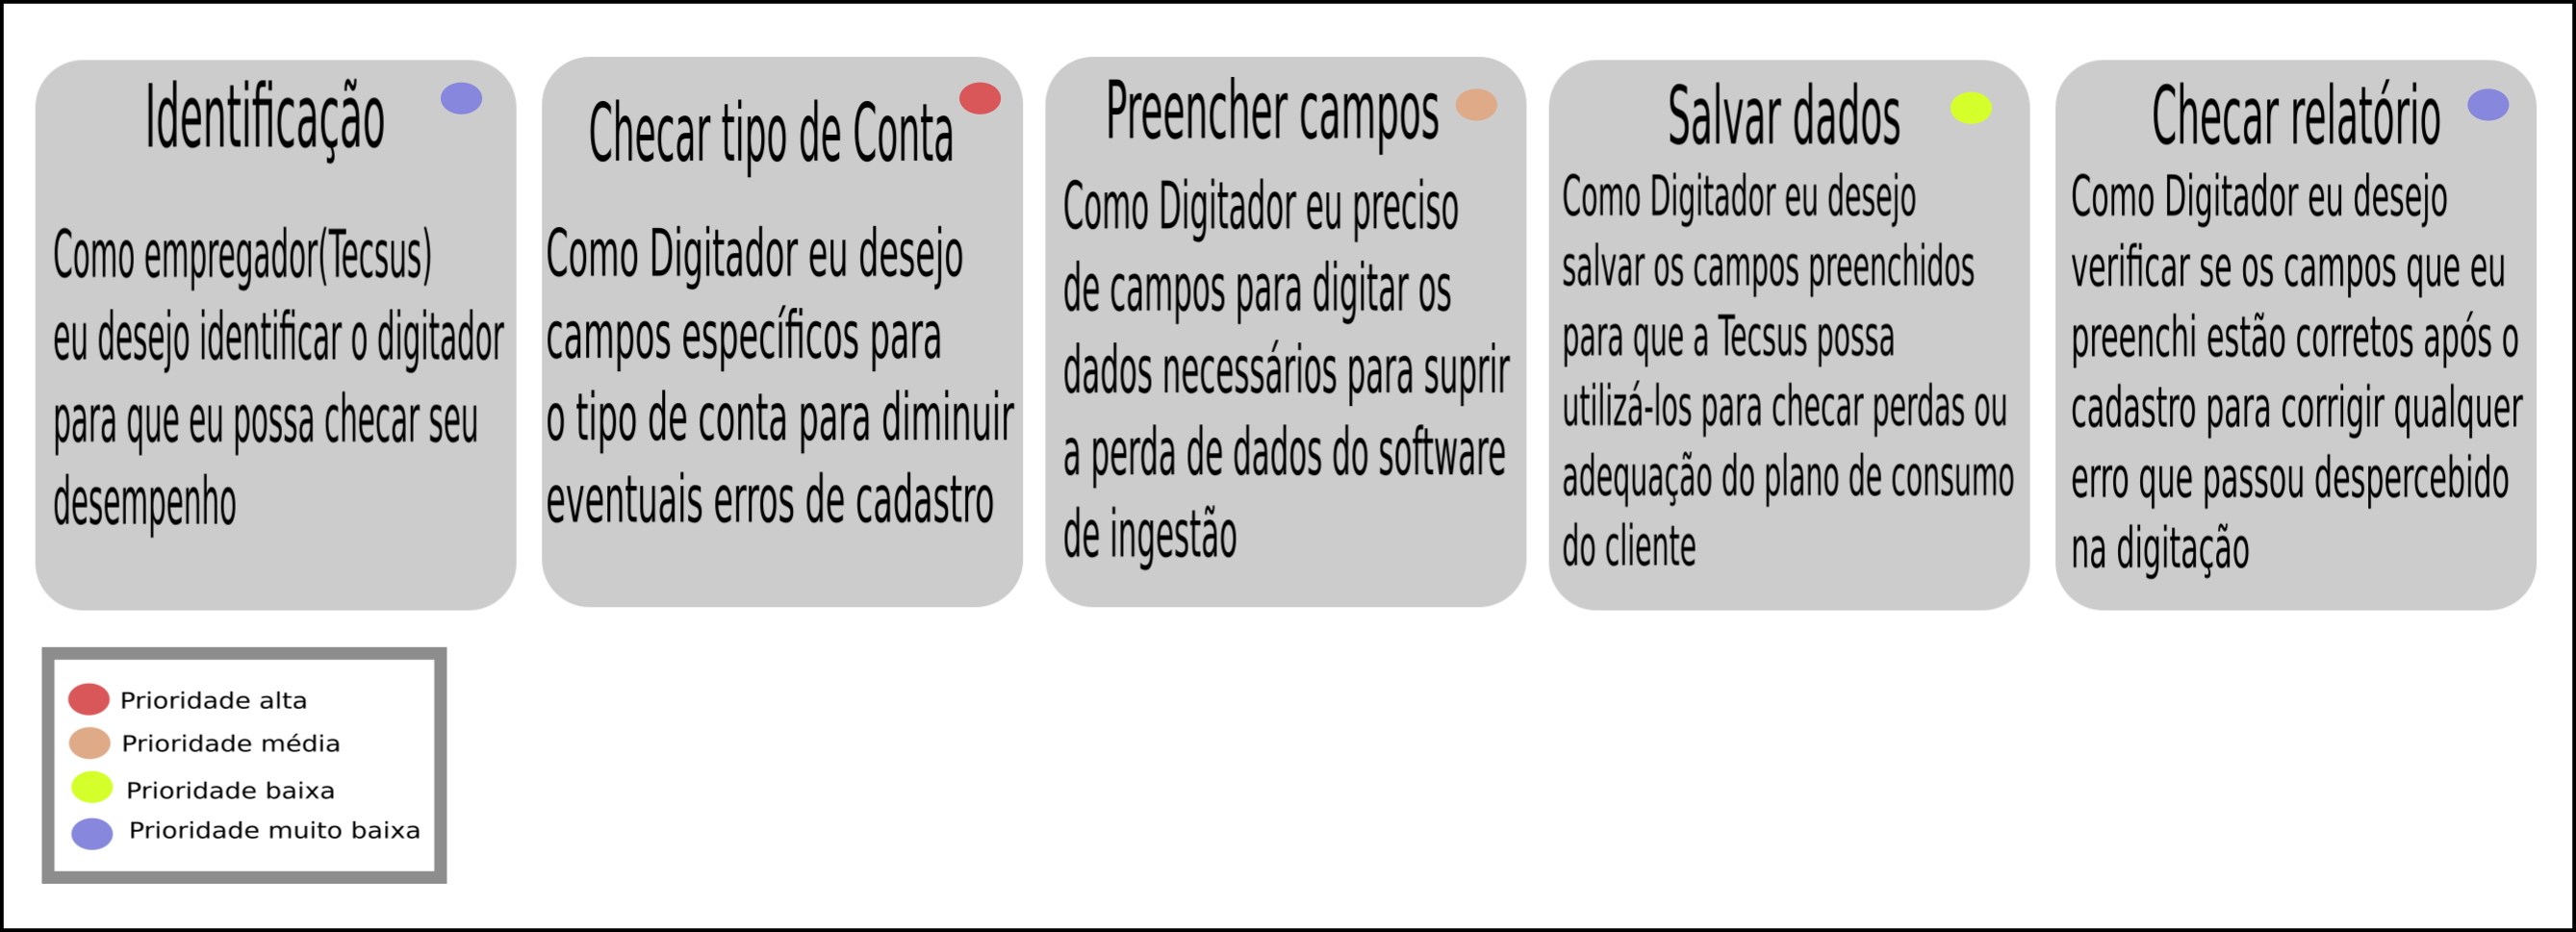 Identificação
Como empregador(Tecsus)
eu desejo identificar o digitador
para que eu possa checar seu
desempenho
Checar tipo de Conta
Como Digitador eu desejo
campos específicos para
o tipo de conta para diminuir
eventuais erros de cadastro
Preencher campos
Como Digitador eu preciso
de campos para digitar os
dados necessários para suprir
a perda de dados do software
de ingestão
Salvar dados
Como Digitador eu desejo
salvar os campos preenchidos
para que a Tecsus possa
utilizá-los para checar perdas ou
adequação do plano de consumo
do cliente
Checar relatório
Como Digitador eu desejo
verificar se os campos que eu
preenchi estão corretos após o
cadastro para corrigir qualquer
erro que passou despercebido
na digitação
Prioridade alta
Prioridade média
Prioridade baixa
Prioridade muito baixa